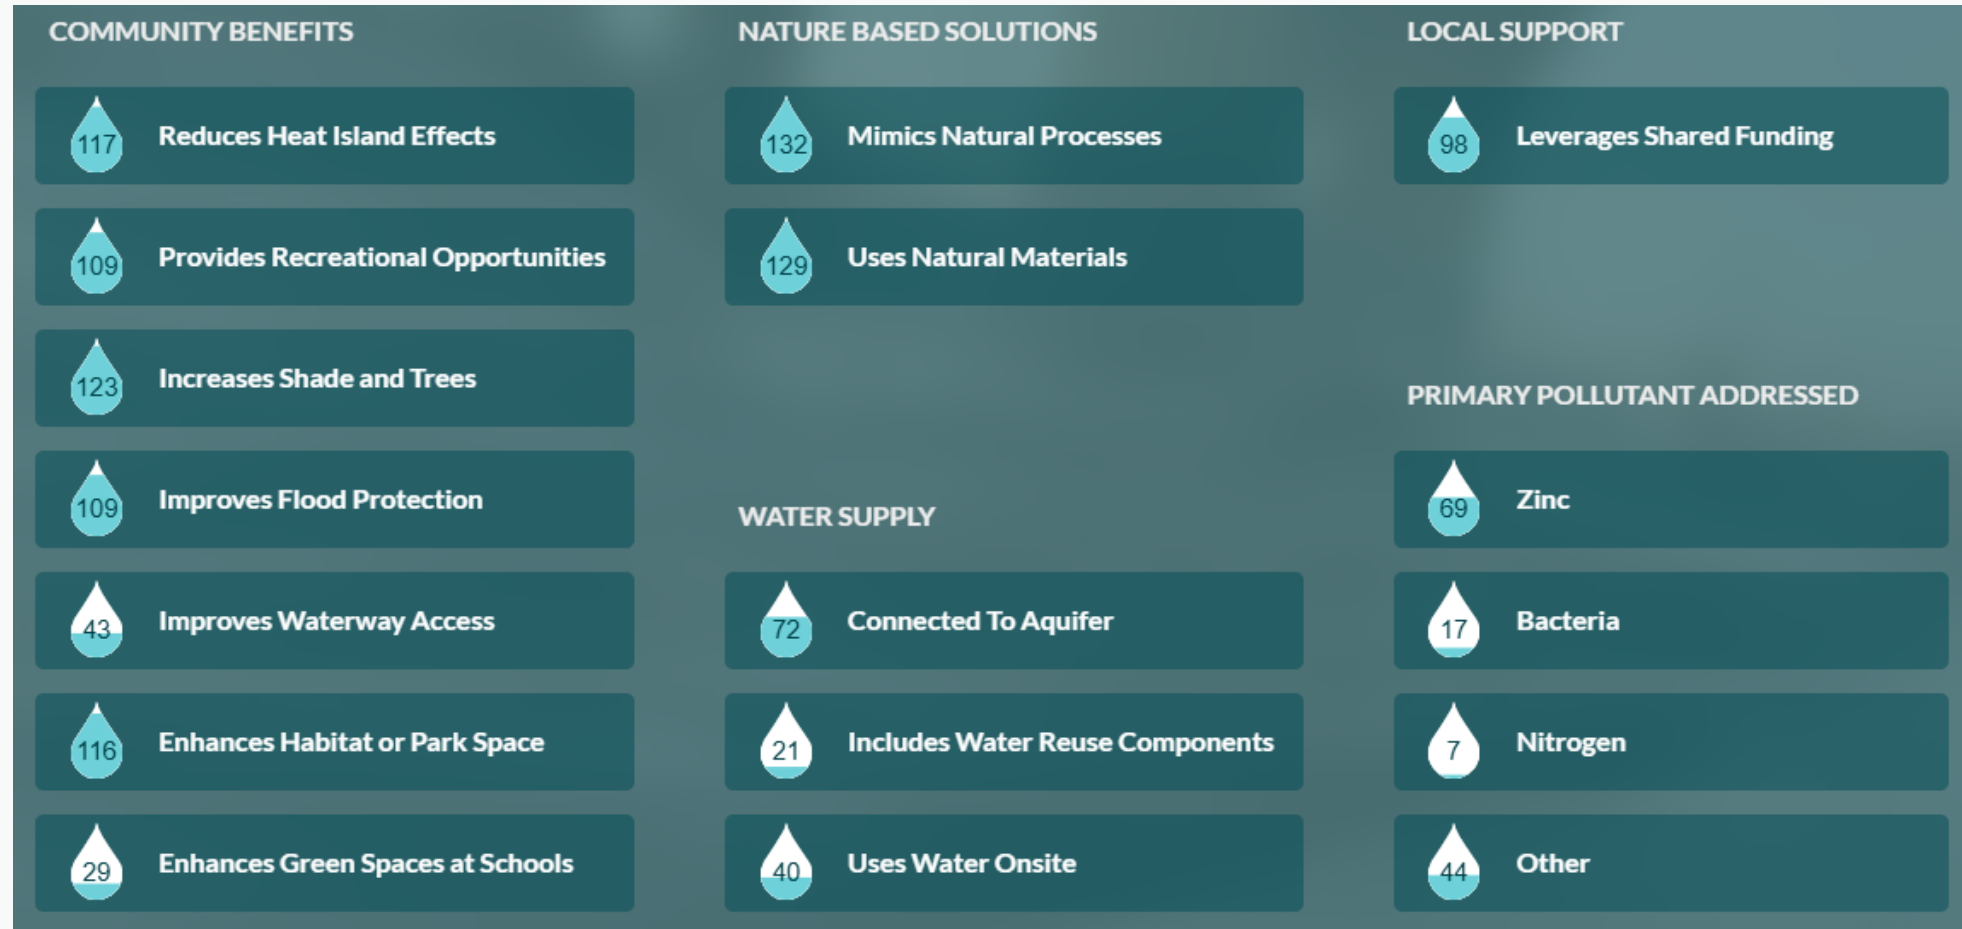 COMMUNITY BENEFITS
117 Reduces Heat Island Effects
109 Provides Recreational Opportunities
123 Increases Shade and Trees
109 Improves Flood Protection
43 Improves Waterway Access
116 Enhances Habitat or Park Space
29 Enhances Green Spaces at Schools
NATURE BASED SOLUTIONS
132 Mimics Natural Processes
129 Uses Natural Materials
WATER SUPPLY
72 Connected To Aquifer
21 Includes Water Reuse Components
40 Uses Water Onsite
LOCAL SUPPORT
98 Leverages Shared Funding
PRIMARY POLLUTANT ADDRESSED
69 Zinc
17 Bacteria
7 Nitrogen
44 Other